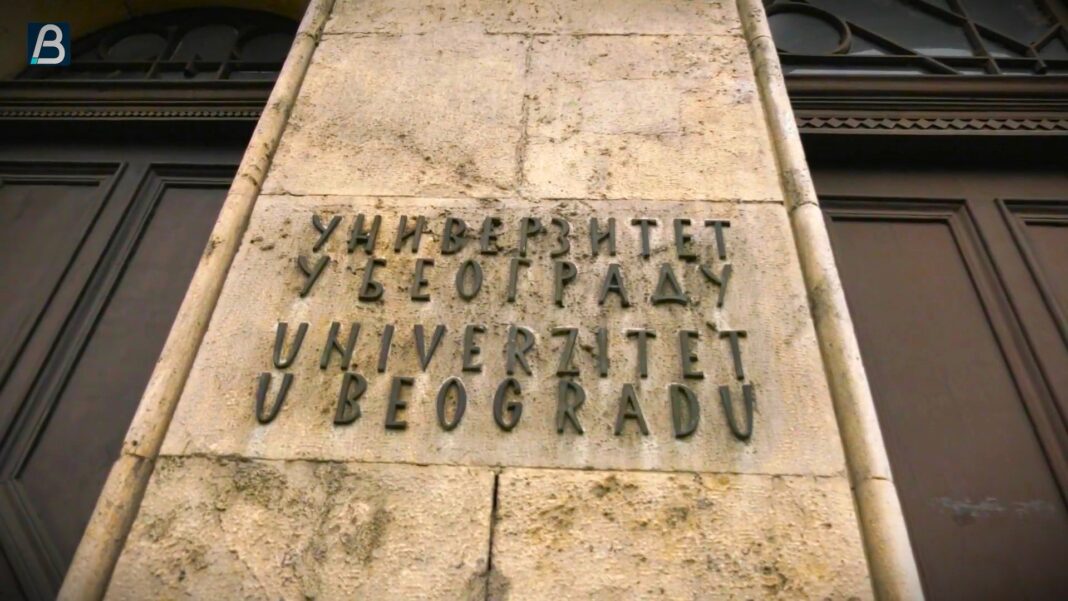 B
УНИВЕРЗИТЕТ
У БЕОГРАДУ
UNIVERZITET
U BEOGRADU